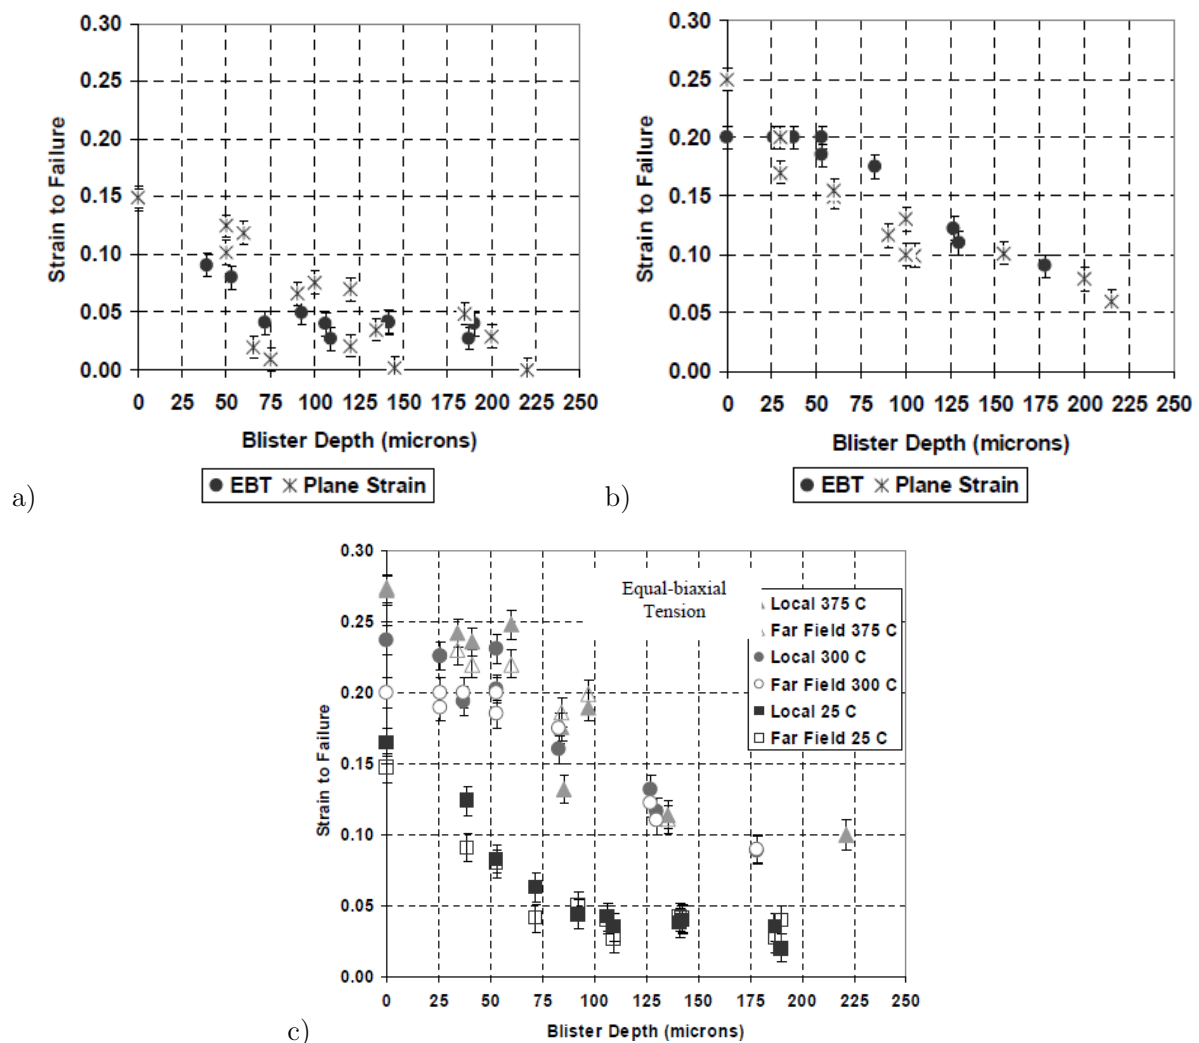 a)
0.30
0.25
0.20
0.15
0.10
0.05
0.00
Strain to Failure
0 25 50 75 100 125 150 175 200 225 250
Blister Depth (microns)
EBT Plane Strain
b)
0.30
0.25
0.20
0.15
0.10
0.05
0.00
Strain to Failure
0 25 50 75 100 125 150 175 200 225 250
Blister Depth (microns)
EBT Plane Strain
c)
0.30
0.25
0.20
0.15
0.10
0.05
0.00
Strain to Failure
Equal-biaxial
Tension
Local 375 C
Far Field 375 C
Local 300 C
Far Field 300 C
Local 25 C
Far Field 25 C
0 25 50 75 100 125 150 175 200 225 250
Blister Depth (microns)